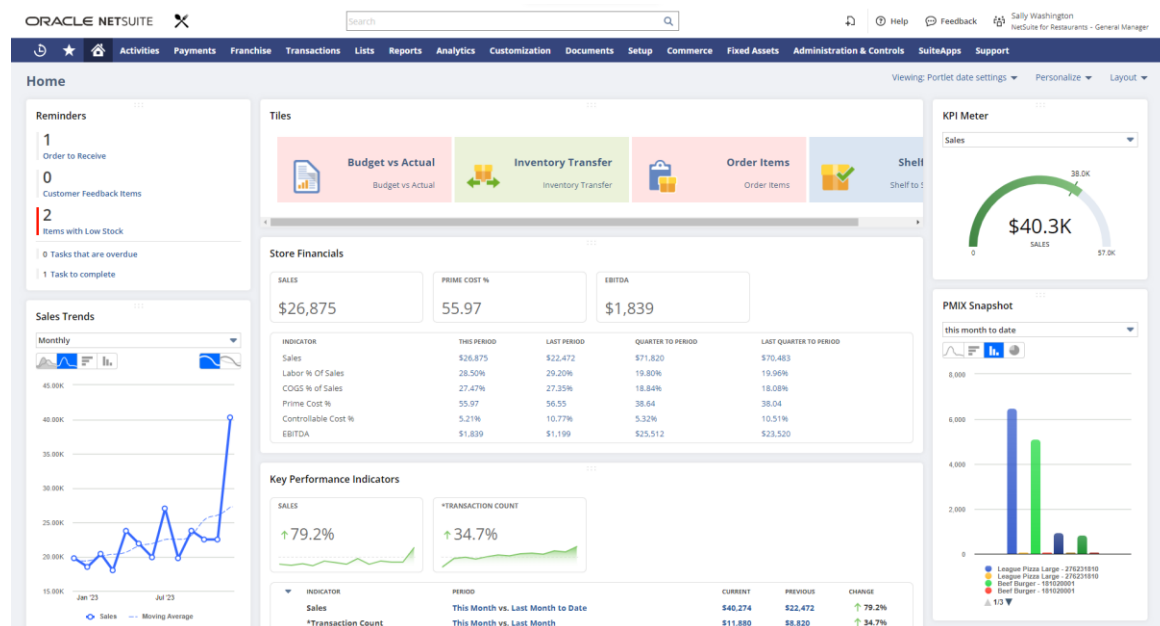 ORACLE NETSUITE
Search
Help
Feedback
Sally Washington
NetSuite for Restaurants – General Manager
Activities Payments Franchise Transactions Lists Reports Analytics Customization Documents Setup Commerce Fixed Assets Administration & Controls SuiteApps Support
Home
Viewing: Portlet date settings Personalize Layout
Reminders
1
Order to Receive
0
Customer Feedback Items
2
Items with Low Stock
0 Tasks that are overdue
1 Task to complete
Sales Trends
Monthly
45.00K
40.00K
35.00K
30.00K
25.00K
20.00K
15.00K
Jan '23 Jul '23
Sales Moving Average
Tiles
Budget vs Actual
Budget vs Actual
Inventory Transfer
Inventory Transfer
Order Items
Order Items
Shelf
Shelf to S
Store Financials
SALES
$26,875
PRIME COST %
55.97
EBITDA
$1,839
INDICATOR THIS PERIOD LAST PERIOD QUARTER TO PERIOD LAST QUARTER TO PERIOD
Sales $26,875 $22,472 $71,820 $70,483
Labor % Of Sales 28.50% 29.20% 19.80% 19.96%
COGS % of Sales 27.47% 27.35% 18.84% 18.08%
Prime Cost % 55.97 56.55 38.64 38.04
Controllable Cost % 5.21% 10.77% 5.32% 10.51%
EBITDA $1,839 $1,199 $25,512 $23,520
Key Performance Indicators
SALES
79.2%
*TRANSACTION COUNT
34.7%
INDICATOR PERIOD CURRENT PREVIOUS CHANGE
Sales This Month vs. Last Month to Date $40,274 $22,472 79.2%
*Transaction Count This Month vs. Last Month $11,880 $8,820 34.7%
KPI Meter
Sales
38.0K
$40.3K
SALES
0
57.0K
PMIX Snapshot
this month to date
8,000
6,000
4,000
2,000
0
League Pizza Large - 276231810
League Pizza Large - 276231810
Beef Burger - 181020001
Beef Burger - 181020001
1/3